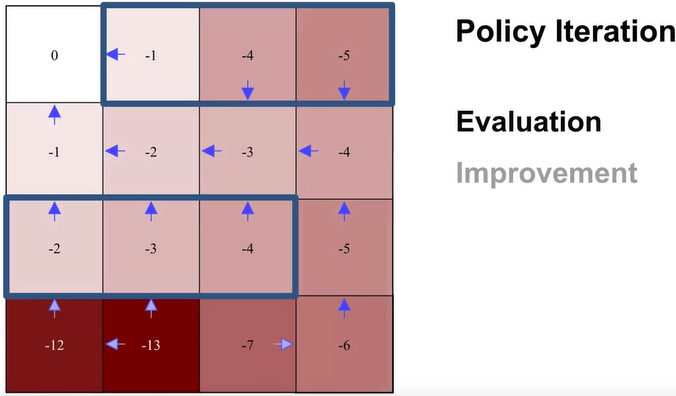 Policy Iteration
0 -1 -4 -5
Evaluation
-1 -2 -3 -4
Improvement
-2 -3 -4 -5
-12 -13 -7 -6